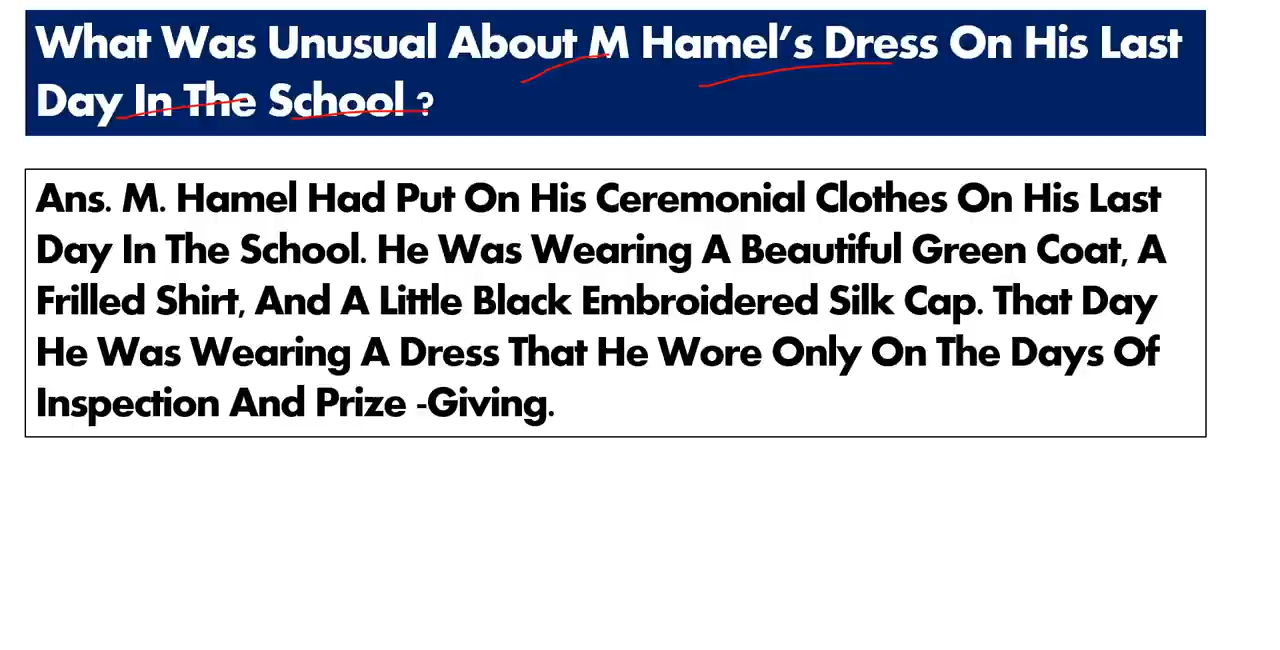 What Was Unusual About M Hamel's Dress On His Last
Day In The School ?
Ans. M. Hamel Had Put On His Ceremonial Clothes On His Last
Day In The School. He Was Wearing A Beautiful Green Coat, A
Frilled Shirt, And A Little Black Embroidered Silk Cap. That Day
He Was Wearing A Dress That He Wore Only On The Days Of
Inspection And Prize -Giving.